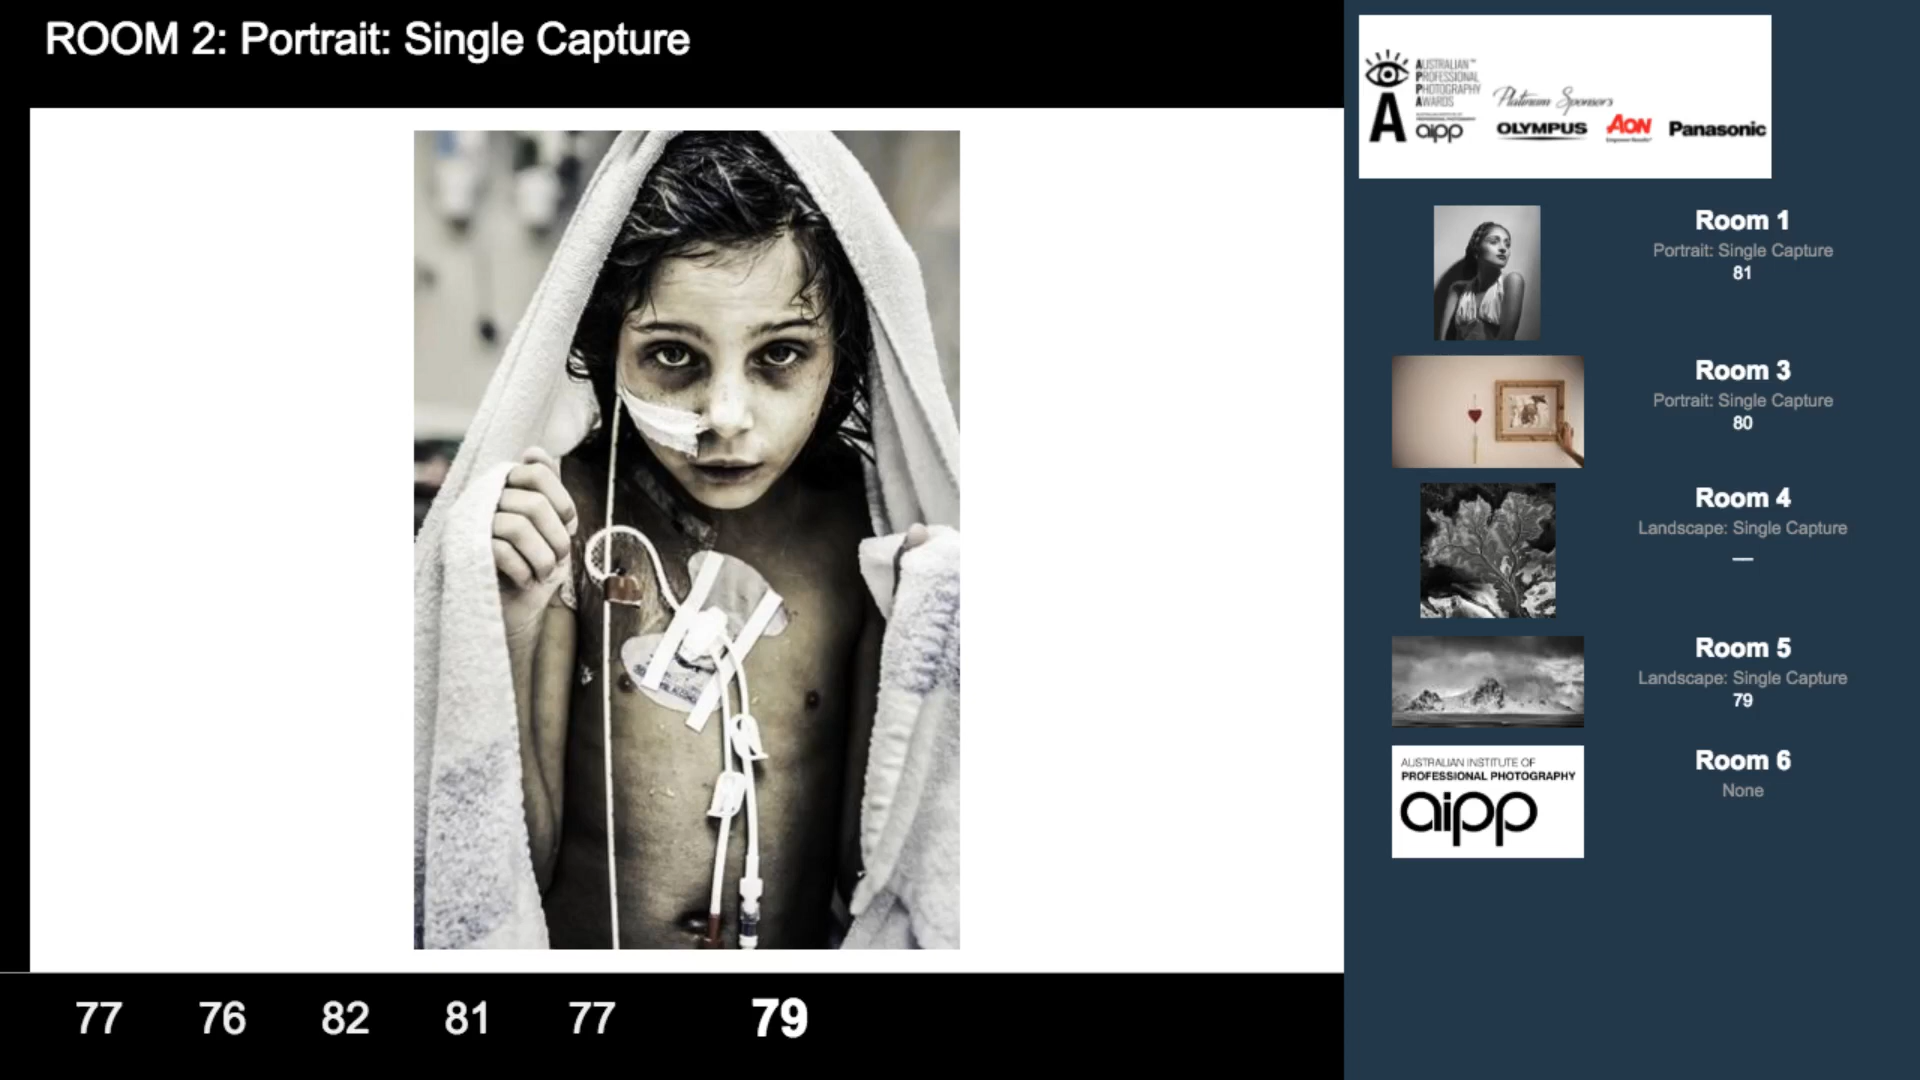 ROOM 2: Portrait: Single Capture
77 76 82 81 77 79
AUSTRALIAN™
PROFESSIONAL
PHOTOGRAPHY
AWARDS
aipp
Platinum Sponsors
OLYMPUS AON Panasonic
Room 1
Portrait: Single Capture
81
Room 3
Portrait: Single Capture
80
Room 4
Landscape: Single Capture
—
Room 5
Landscape: Single Capture
79
AUSTRALIAN INSTITUTE OF
PROFESSIONAL PHOTOGRAPHY
aipp
Room 6
None